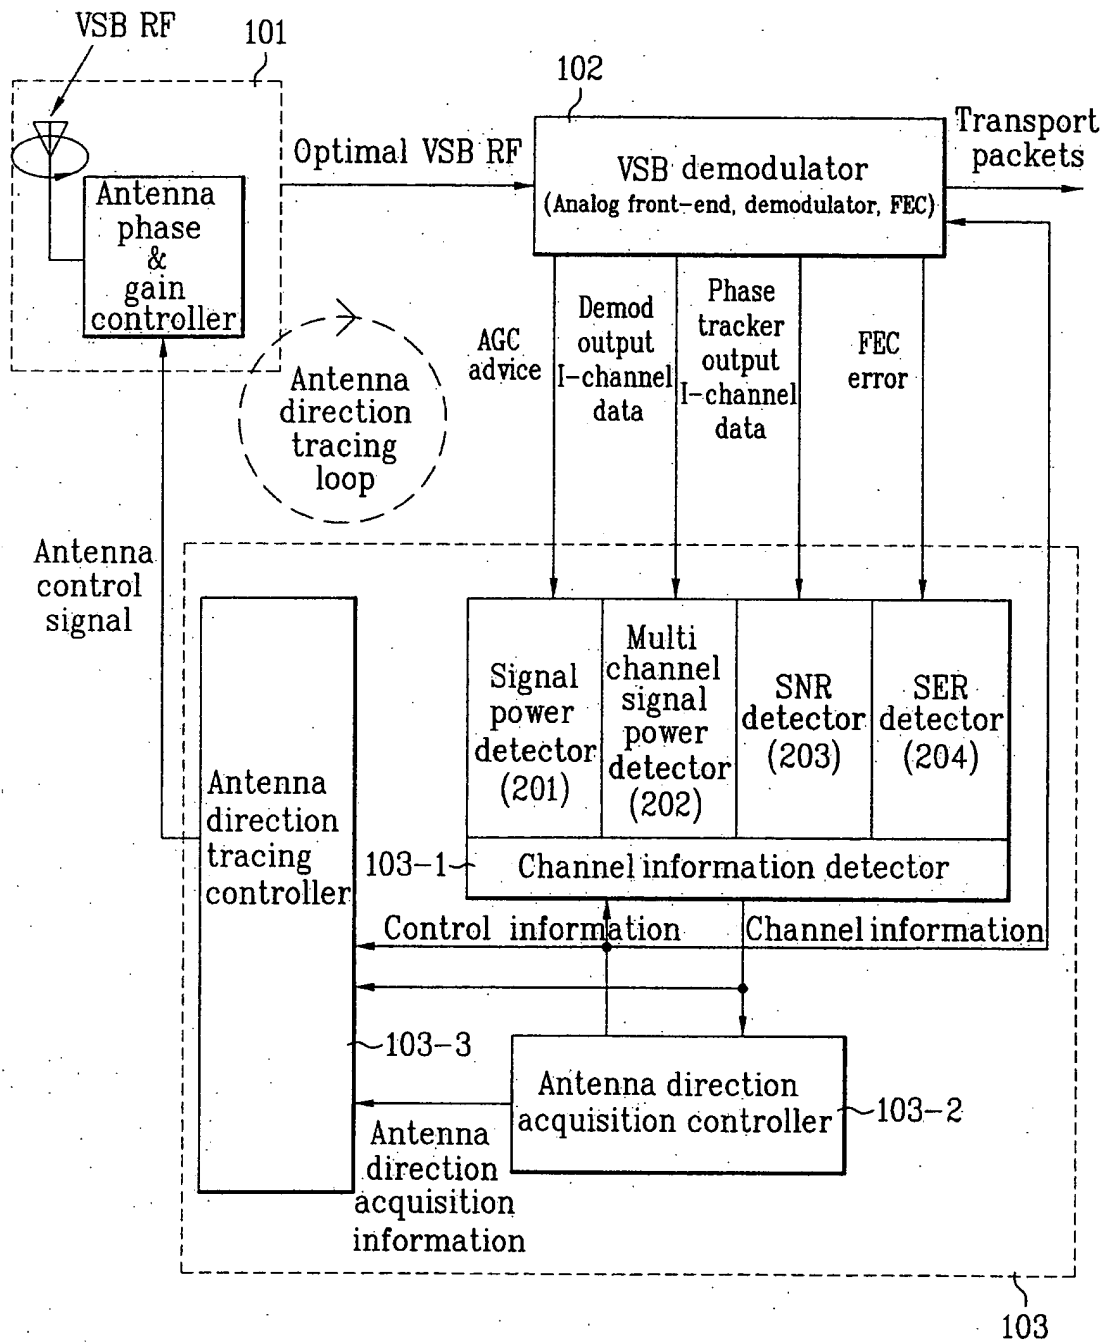 VSB RF
101
102
Optimal VSB RF
VSB demodulator
(Analog front-end, demodulator, FEC)
Transport
packets
Antenna
phase
&
gain
controller
Antenna
direction
tracing
loop
AGC
advice
Demod
output
I-channel
data
Phase
tracker
output
I-channel
data
FEC
error
Antenna
control
signal
Signal
power
detector
(201)
Multi
channel
signal
power
detector
(202)
SNR
detector
(203)
SER
detector
(204)
Antenna
direction
tracing
controller
103-1
Channel information detector
Control information
Channel information
103-3
Antenna direction
acquisition controller
103-2
Antenna
direction
acquisition
information
103